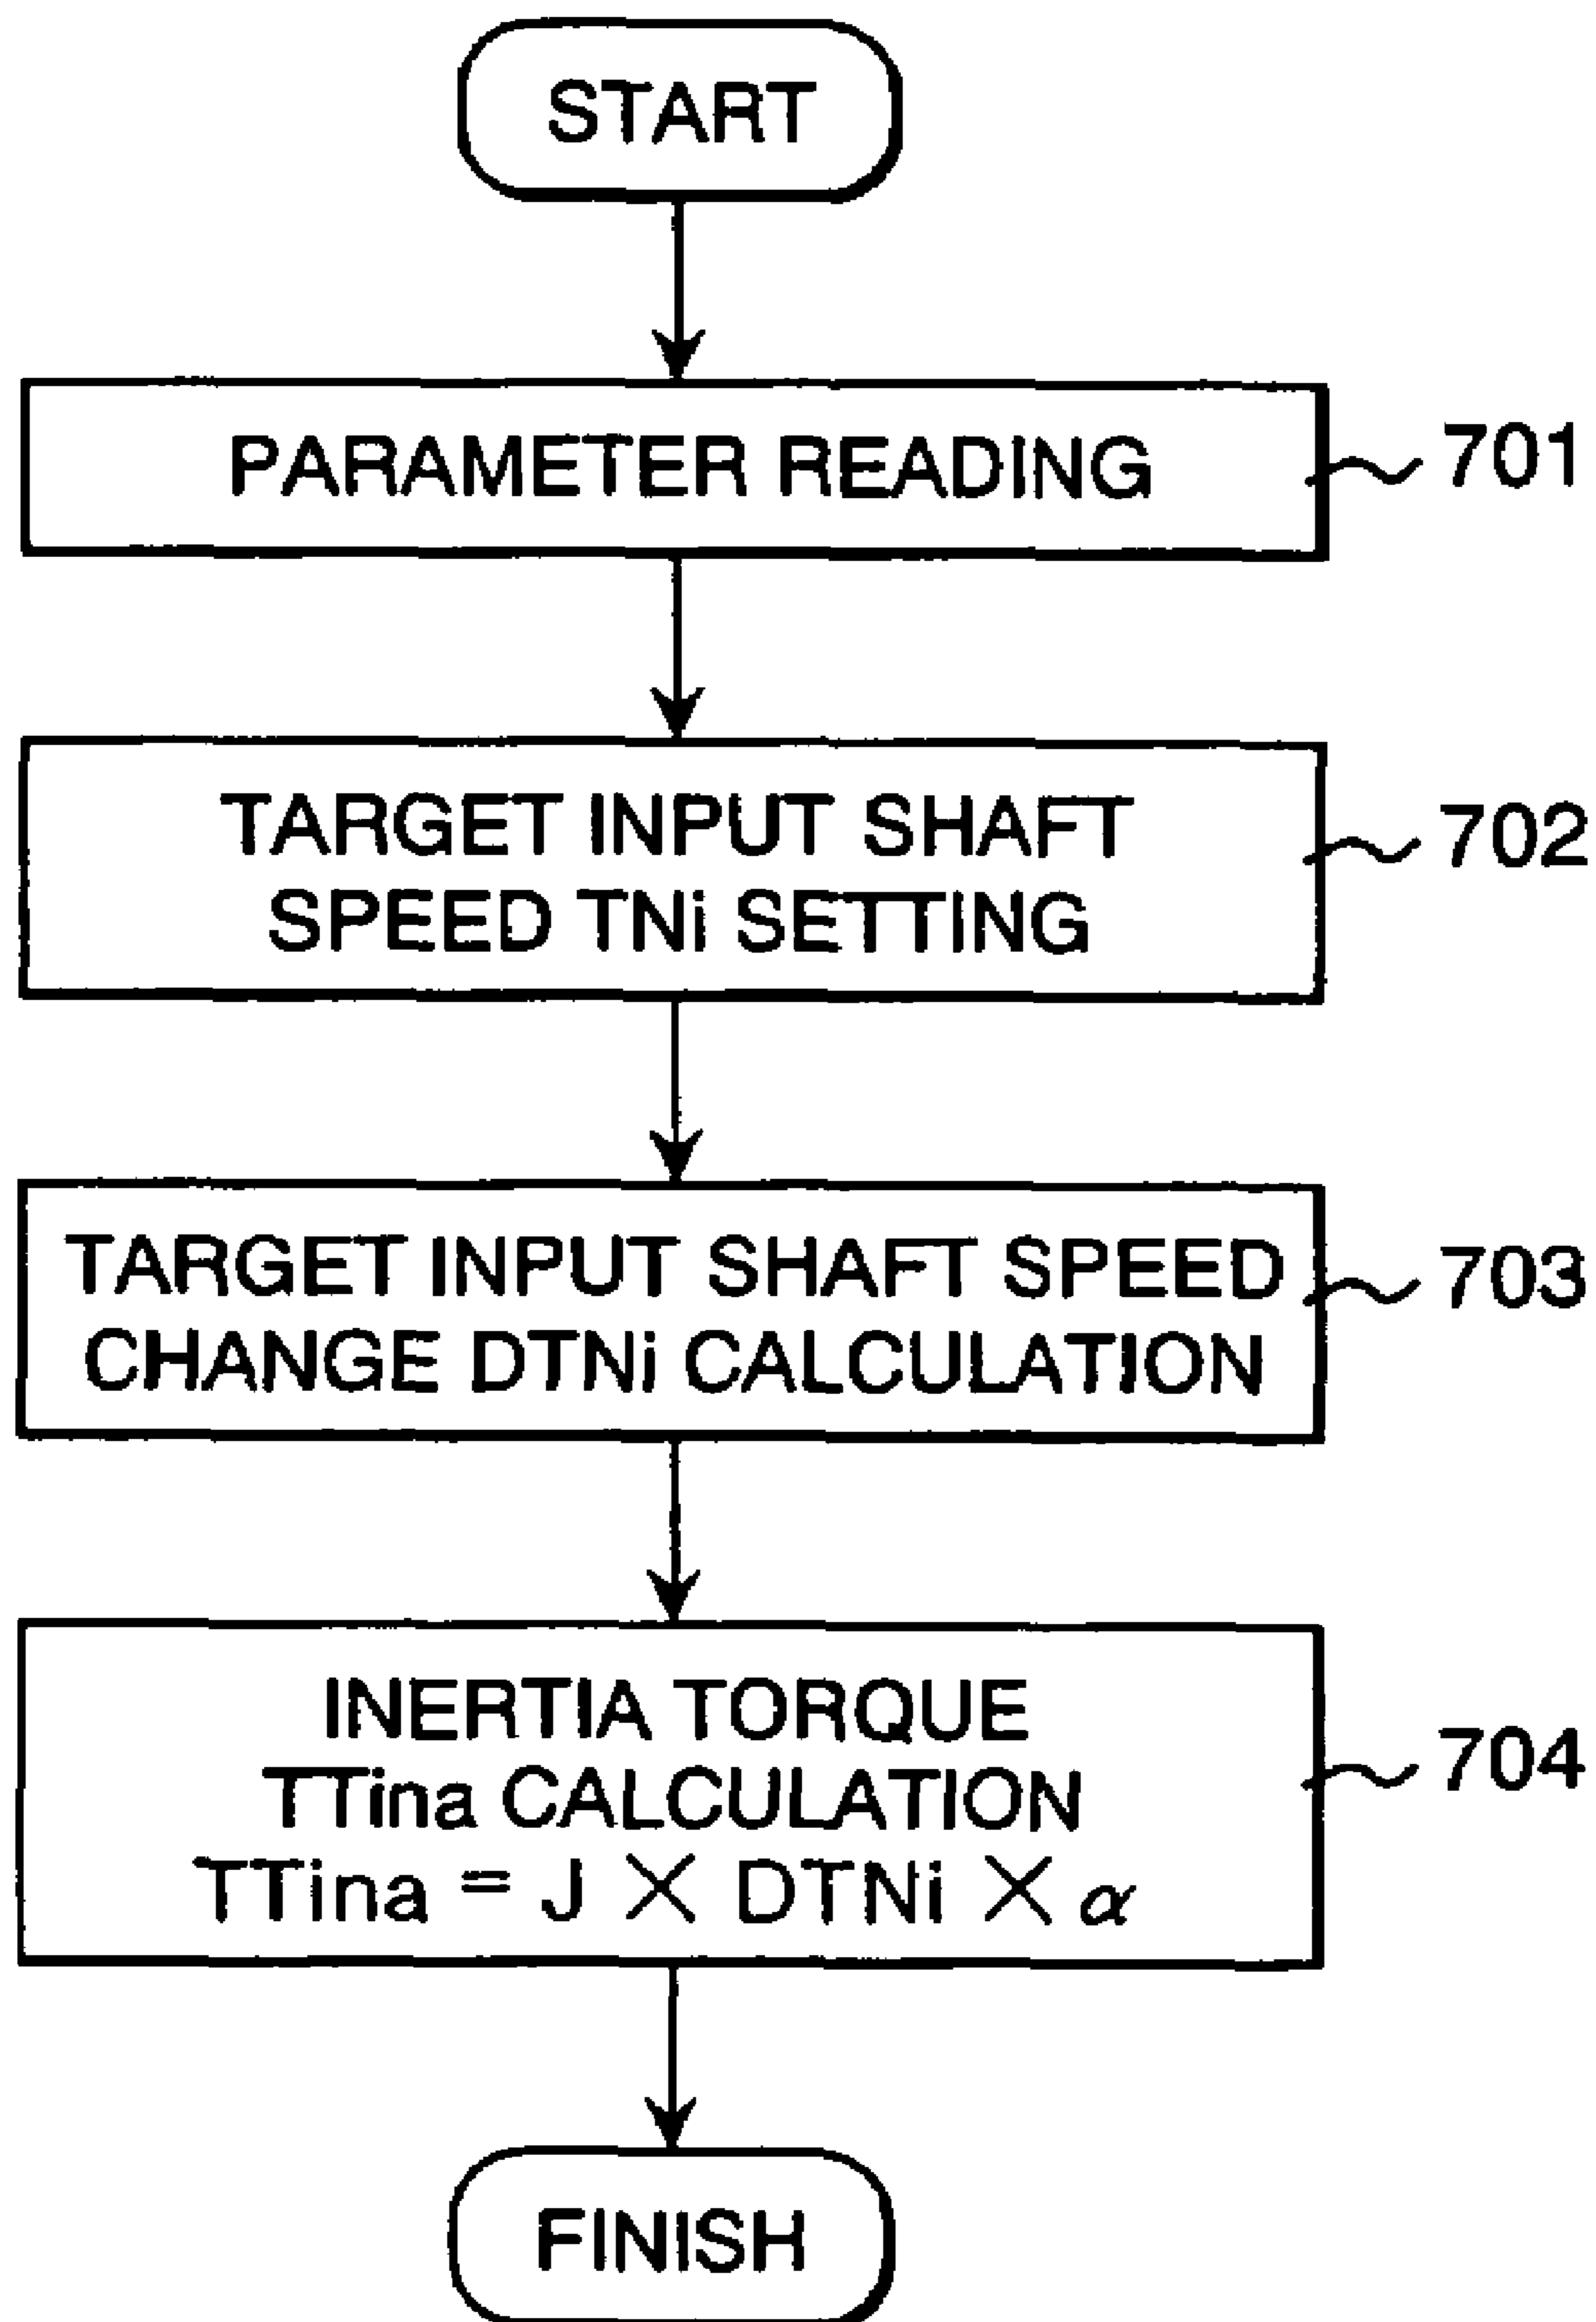 START
PARAMETER READING
701
TARGET INPUT SHAFT
SPEED TNi SETTING
702
TARGET INPUT SHAFT SPEED
CHANGE DTNi CALCULATION
703
INERTIA TORQUE
TTina CALCULATION
TTina = J × DTNi × α
704
FINISH